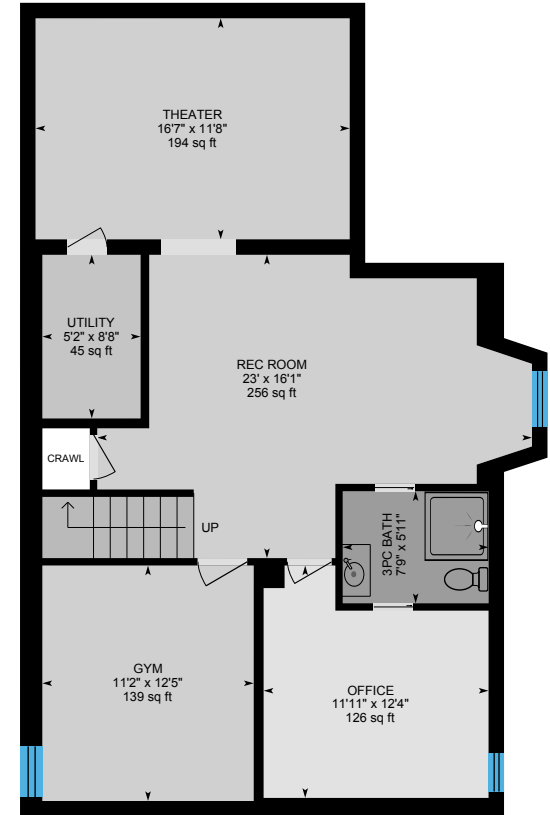 THEATER
16'7" x 11'8"
194 sq ft
UTILITY
5'2" x 8'8"
45 sq ft
REC ROOM
23' x 16'1"
256 sq ft
CRAWL
UP
3PC BATH
7'9" x 5'11"
GYM
11'2" x 12'5"
139 sq ft
OFFICE
11'11" x 12'4"
126 sq ft